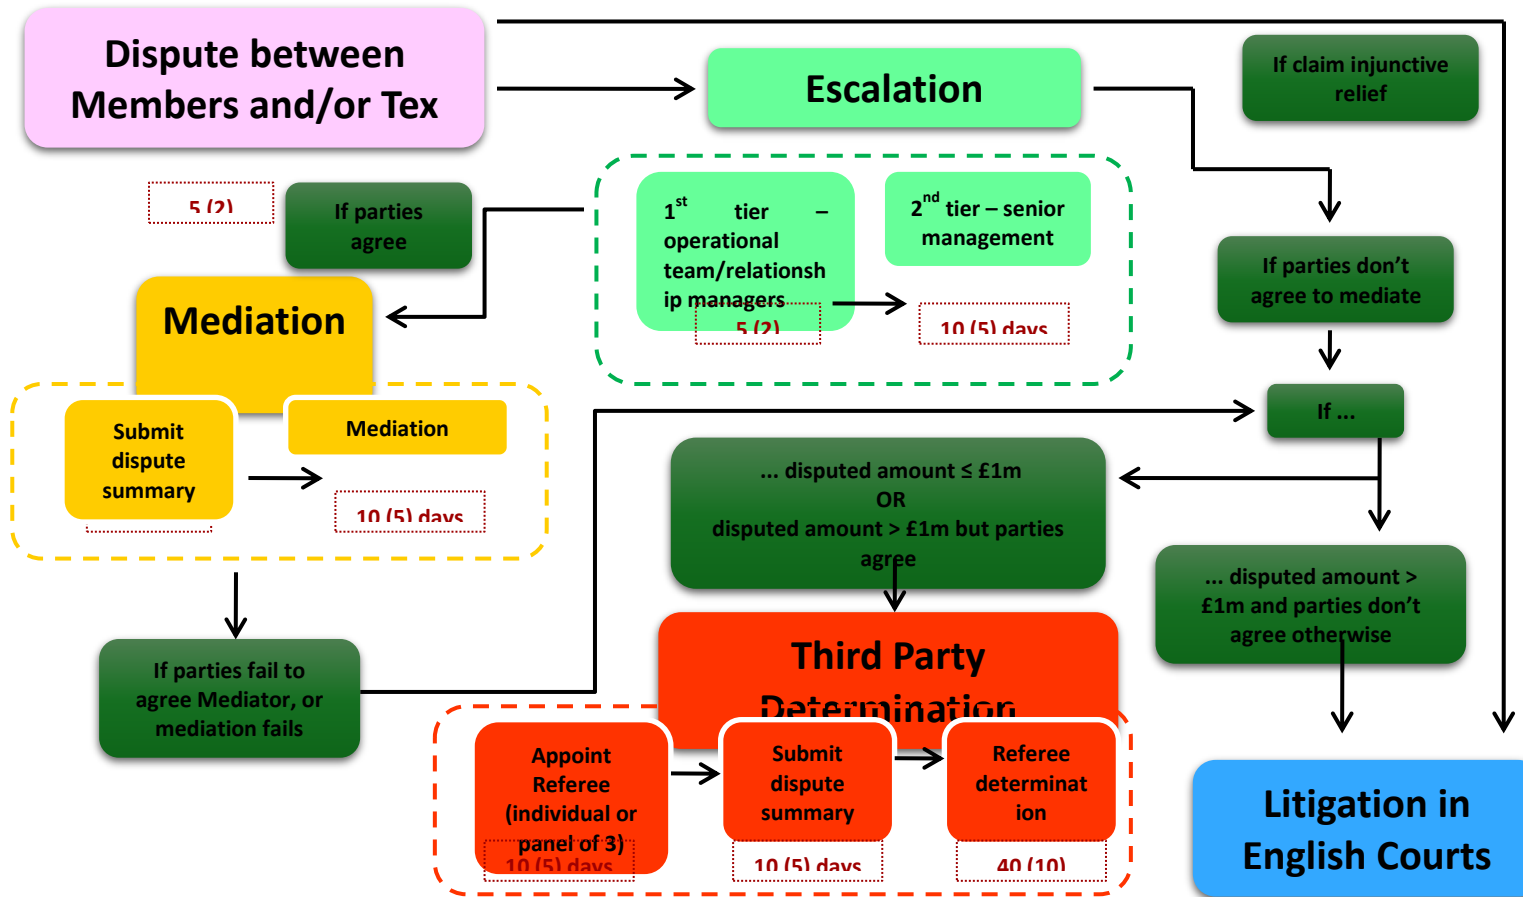 Dispute between
Members and/or Tex
Escalation
If claim injunctive
relief
5 (2)
If parties
agree
1st tier –
operational
team/relationsh
ip managers
5 (2)
2nd tier – senior
management
10 (5) days
If parties don't
agree to mediate
Mediation
Submit
dispute
summary
Mediation
10 (5) days
If ...
... disputed amount ≤ £1m
OR
disputed amount > £1m but parties
agree
... disputed amount >
£1m and parties don't
agree otherwise
If parties fail to
agree Mediator, or
mediation fails
Third Party
Determination
Appoint
Referee
(individual or
panel of 3)
10 (5) days
Submit
dispute
summary
10 (5) days
Referee
determinat
ion
40 (10)
Litigation in
English Courts